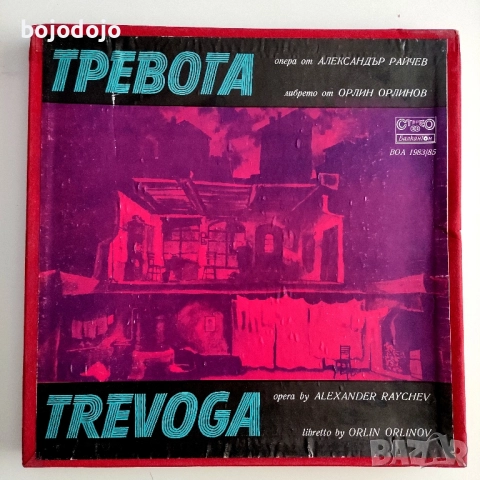 bojodojo
ТРЕВОГА
опера от АЛЕКСАНДЪР РАЙЧЕВ
либрето от ОРЛИН ОРЛИНОВ
СТЕРЕО
Балкантон
ВОА 1983/85
TREVOGA
opera by ALEXANDER RAYCHEV
libretto by ORLIN ORLINOV
BAZAR